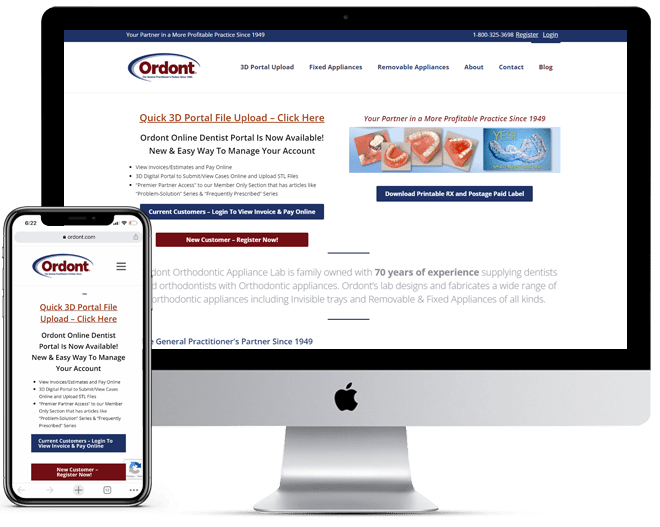 Your Partner in a More Profitable Practice Since 1949
1-800-325-3698 Register Login
Ordont
3D Portal Upload Fixed Appliances Removable Appliances About Contact Blog
Quick 3D Portal File Upload – Click Here
Ordont Online Dentist Portal Is Now Available!
New & Easy Way To Manage Your Account
• View Invoices/Estimates and Pay Online
• 3D Digital Portal to Submit/View Cases Online and Upload STL Files
• "Premier Partner Access" to our Member Only Section that has articles like
"Problem-Solution" Series & "Frequently Prescribed" Series
Current Customers – Login To View Invoice & Pay Online
New Customer – Register Now!
Your Partner in a More Profitable Practice Since 1949
YES!
Download Printable RX and Postage Paid Label
dont Orthodontic Appliance Lab is family owned with 70 years of experience supplying dentists
d orthodontists with Orthodontic appliances. Ordont's lab designs and fabricates a wide range of
orthodontic appliances including Invisible trays and Removable & Fixed Appliances of all kinds.
e General Practitioner's Partner Since 1949
6:22
ordont.com
Ordont
Quick 3D Portal File
Upload – Click Here
Ordont Online Dentist
Portal Is Now Available!
New & Easy Way To Manage
Your Account
• View Invoices/Estimates and Pay Online
• 3D Digital Portal to Submit/View Cases
Online and Upload STL Files
• "Premier Partner Access" to our Member
Only Section that has articles like
"Problem-Solution" Series & "Frequently
Prescribed" Series
Current Customers – Login To
View Invoice & Pay Online
New Customer –
Register Now!